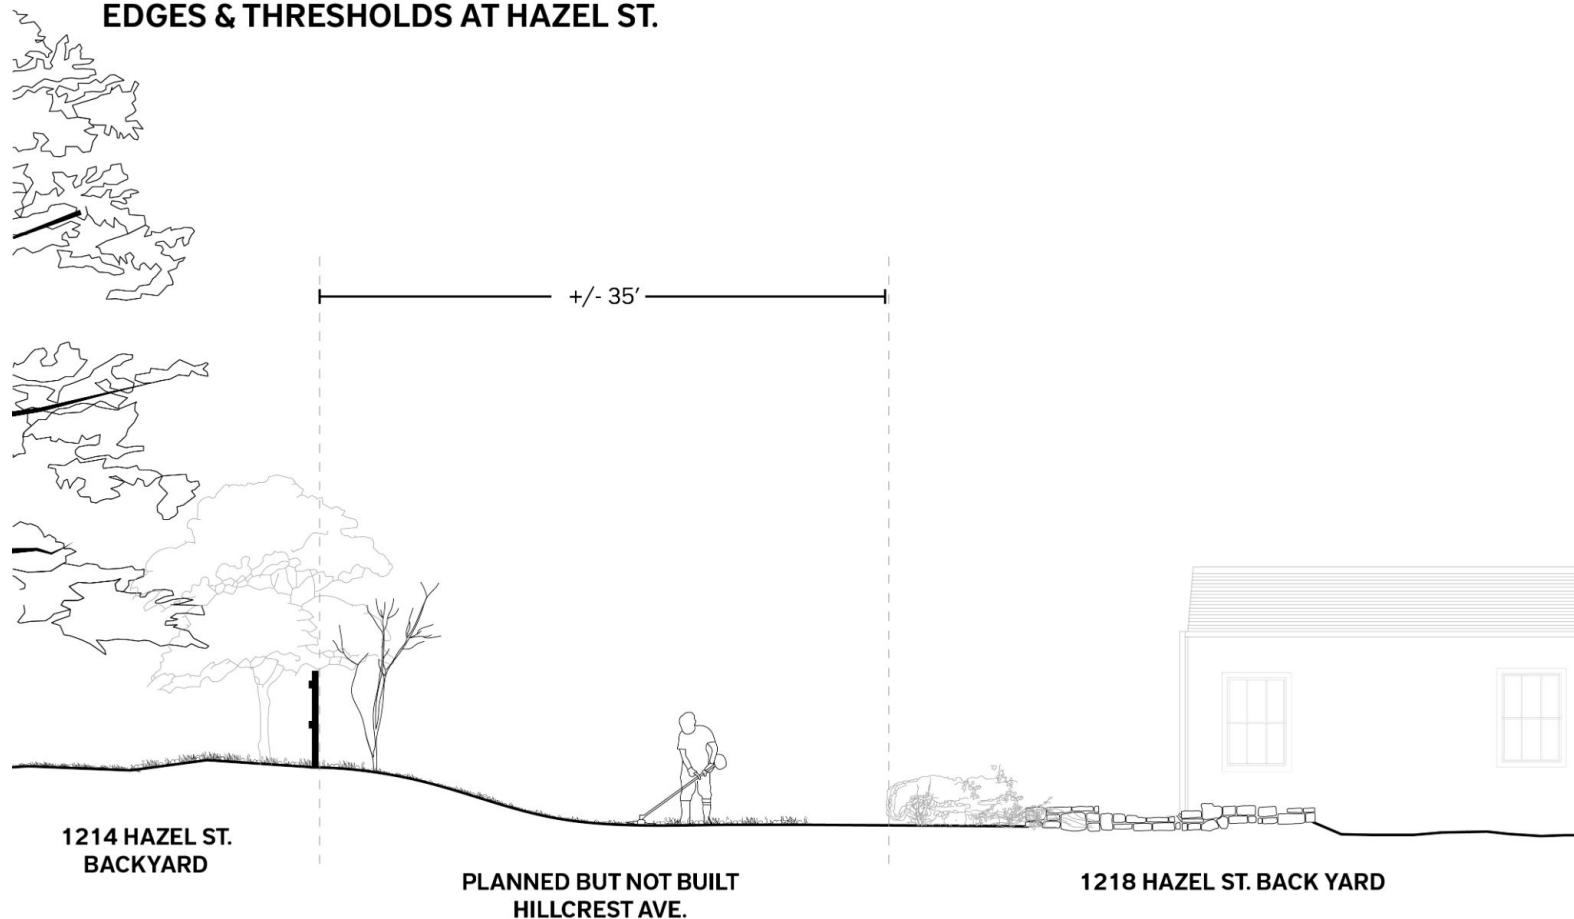 EDGES & THRESHOLDS AT HAZEL ST.
+/- 35′
1214 HAZEL ST.
BACKYARD
PLANNED BUT NOT BUILT
HILLCREST AVE.
1218 HAZEL ST. BACK YARD